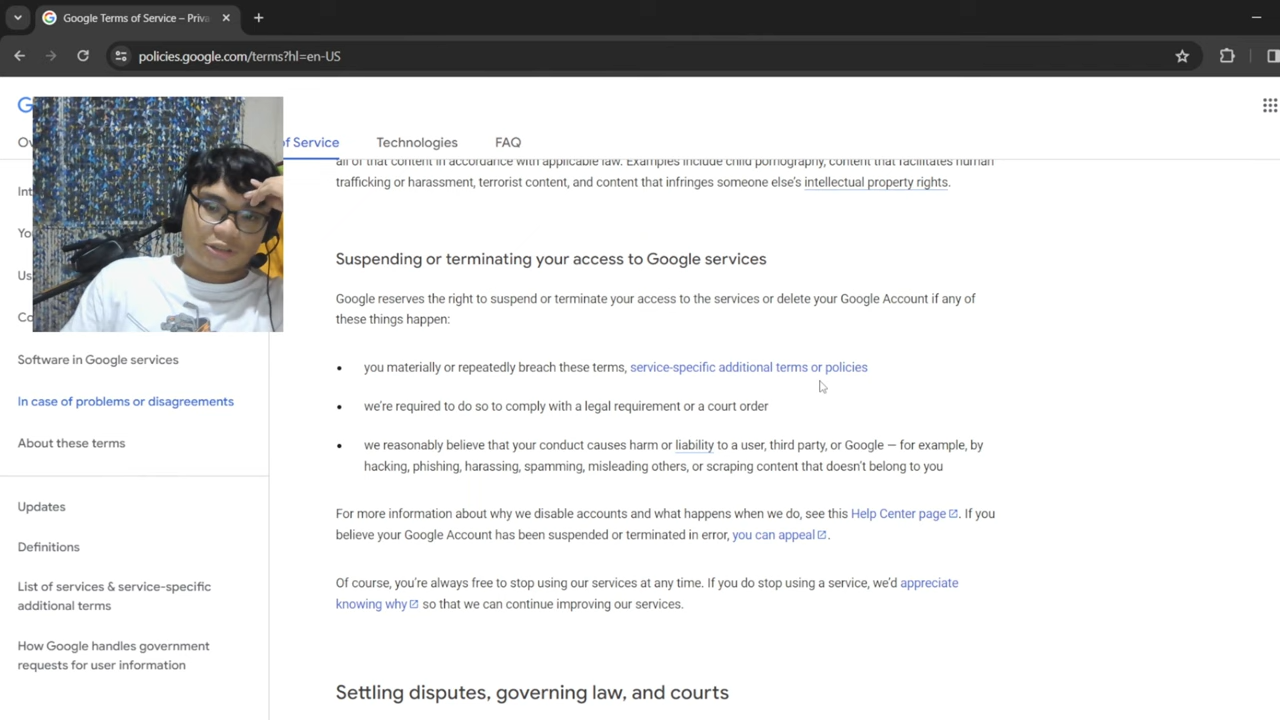 Google Terms of Service – Priva
policies.google.com/terms?hl=en-US
G
of Service Technologies FAQ
all of that content in accordance with applicable law. Examples include child pornography, content that facilitates human
trafficking or harassment, terrorist content, and content that infringes someone else's intellectual property rights.
Suspending or terminating your access to Google services
Google reserves the right to suspend or terminate your access to the services or delete your Google Account if any of
these things happen:
• you materially or repeatedly breach these terms, service-specific additional terms or policies
• we're required to do so to comply with a legal requirement or a court order
• we reasonably believe that your conduct causes harm or liability to a user, third party, or Google — for example, by
hacking, phishing, harassing, spamming, misleading others, or scraping content that doesn't belong to you
For more information about why we disable accounts and what happens when we do, see this Help Center page. If you
believe your Google Account has been suspended or terminated in error, you can appeal.
Of course, you're always free to stop using our services at any time. If you do stop using a service, we'd appreciate
knowing why so that we can continue improving our services.
Settling disputes, governing law, and courts
Software in Google services
In case of problems or disagreements
About these terms
Updates
Definitions
List of services & service-specific
additional terms
How Google handles government
requests for user information